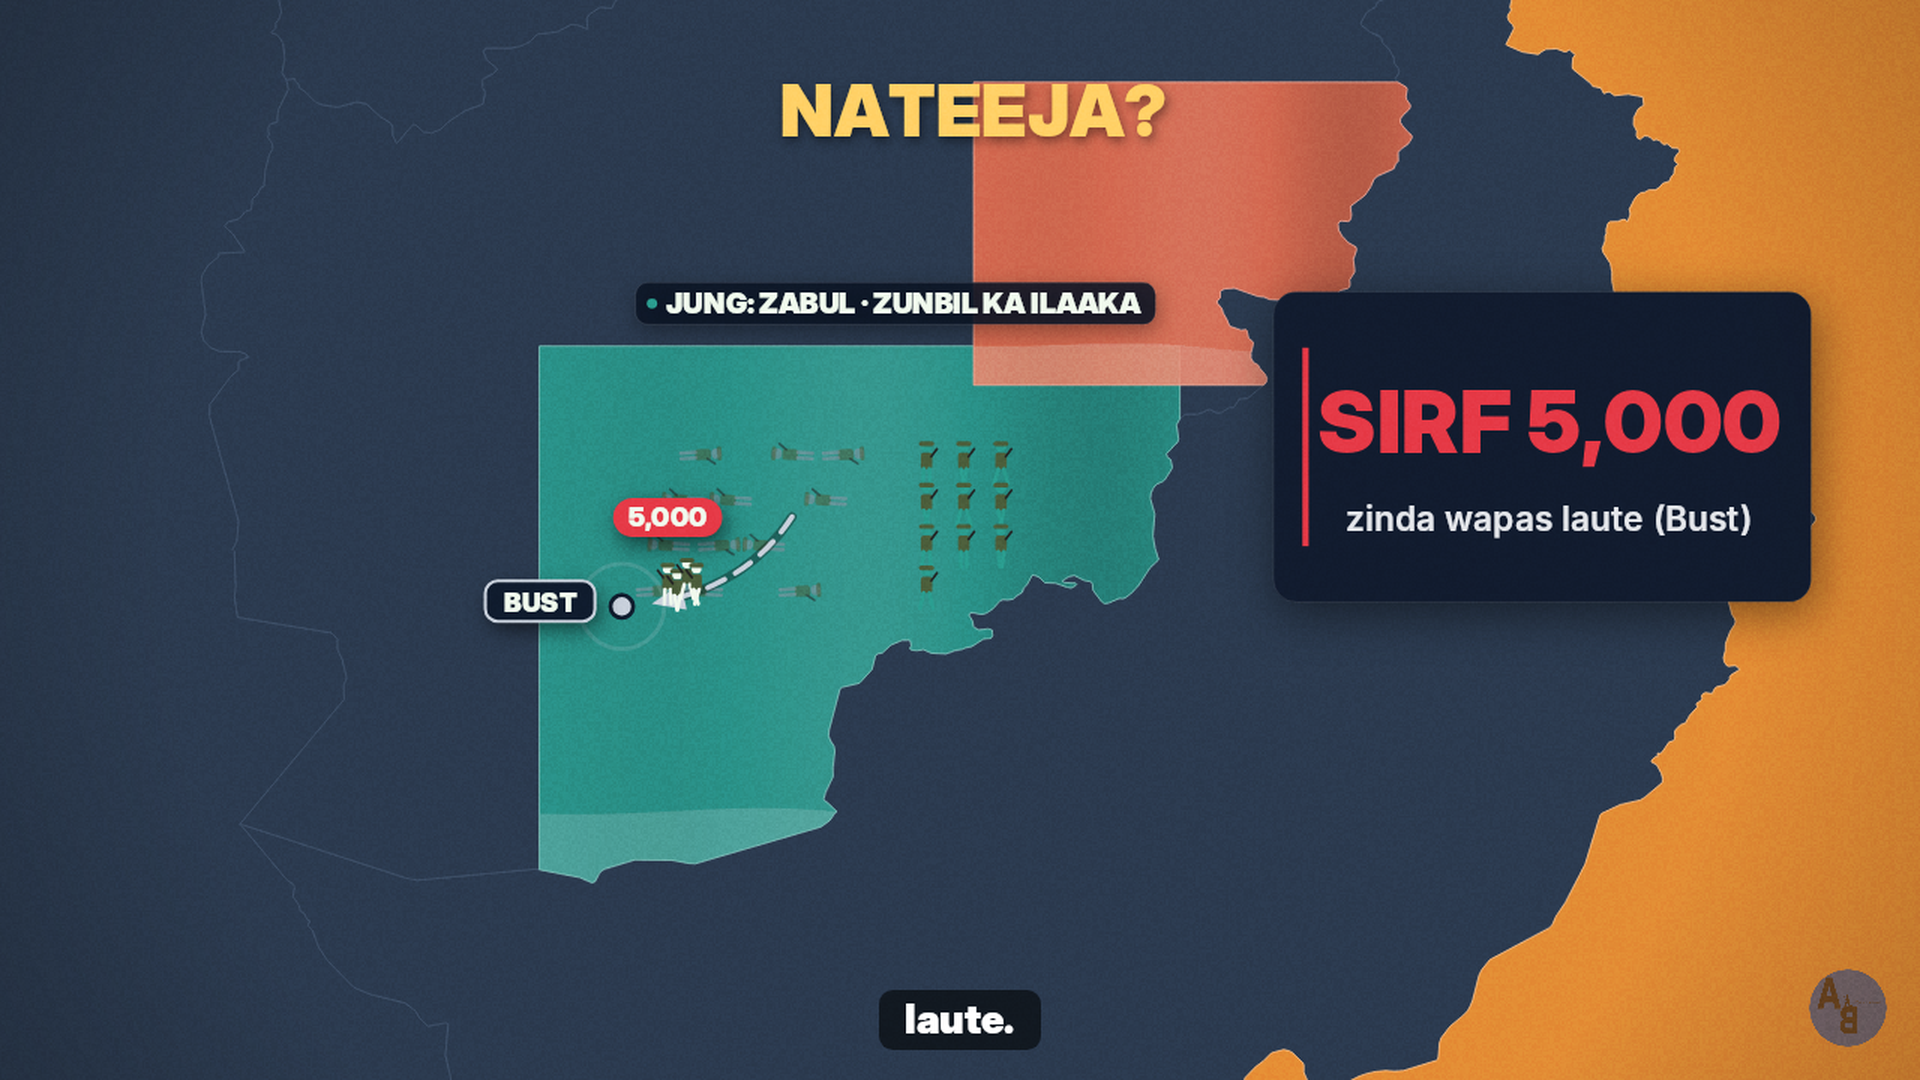 NATEEJA?
JUNG: ZABUL · ZUNBIL KA ILAAKA
SIRF 5,000
zinda wapas laute (Bust)
5,000
BUST
laute.
A
B